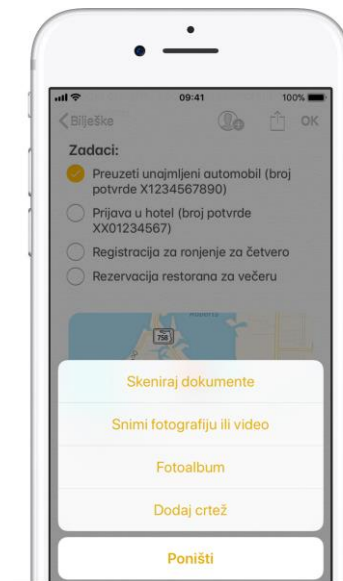 09:41
100%
Bilješke
OK
Zadaci:
Preuzeti unajmljeni automobil (broj
potvrde X1234567890)
Prijava u hotel (broj potvrde
XX01234567)
Registracija za ronjenje za četvero
Rezervacija restorana za večeru
758
Skeniraj dokumente
Snimi fotografiju ili video
Fotoalbum
Dodaj crtež
Poništi